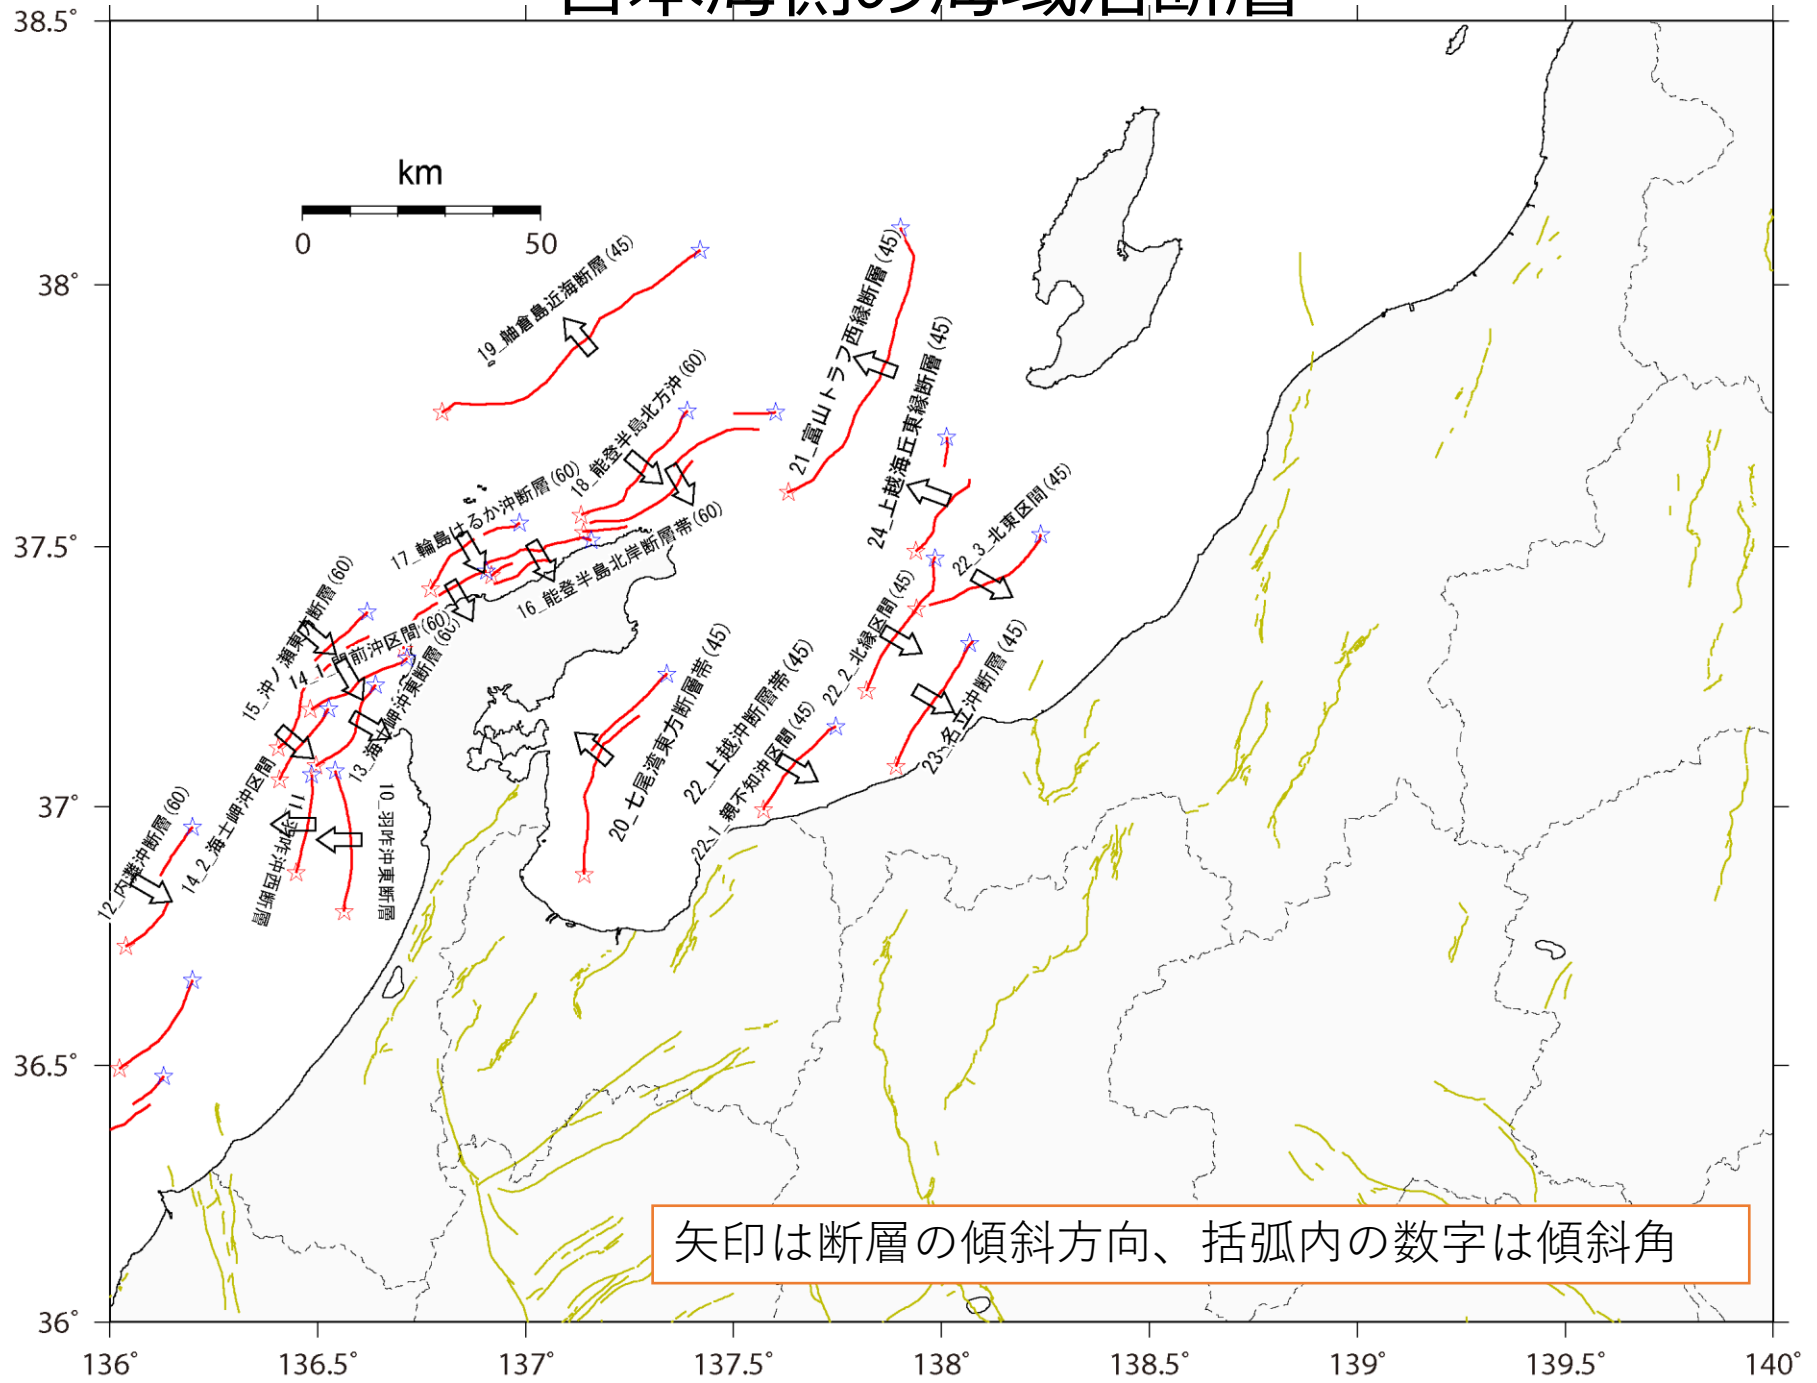 日本海側の海域活断層
38.5°
38°
37.5°
37°
36.5°
36°
km
0 50
19_舳倉島近海断層(45)
21_富山トラフ西縁断層(45)
24_上越海丘東縁断層(45)
18_能登半島北方沖(60)
17_輪島はるか沖断層(60)
16_能登半島北岸断層帯(60)
22_3_北東区間(45)
15_沖ノ瀬東方断層(60)
14_1_門前沖区間(60)
13_海士岬沖東断層(60)
22_2_北縁区間(45)
23_名立沖断層(45)
20_七尾湾東方断層帯(45)
22_上越沖断層帯(45)
22_1_親不知沖区間(45)
14_2_海士岬沖区間
12_内灘沖断層(60)
11_羽咋沖西断層
10_羽咋沖東断層
矢印は断層の傾斜方向、括弧内の数字は傾斜角
136° 136.5° 137° 137.5° 138° 138.5° 139° 139.5° 140°